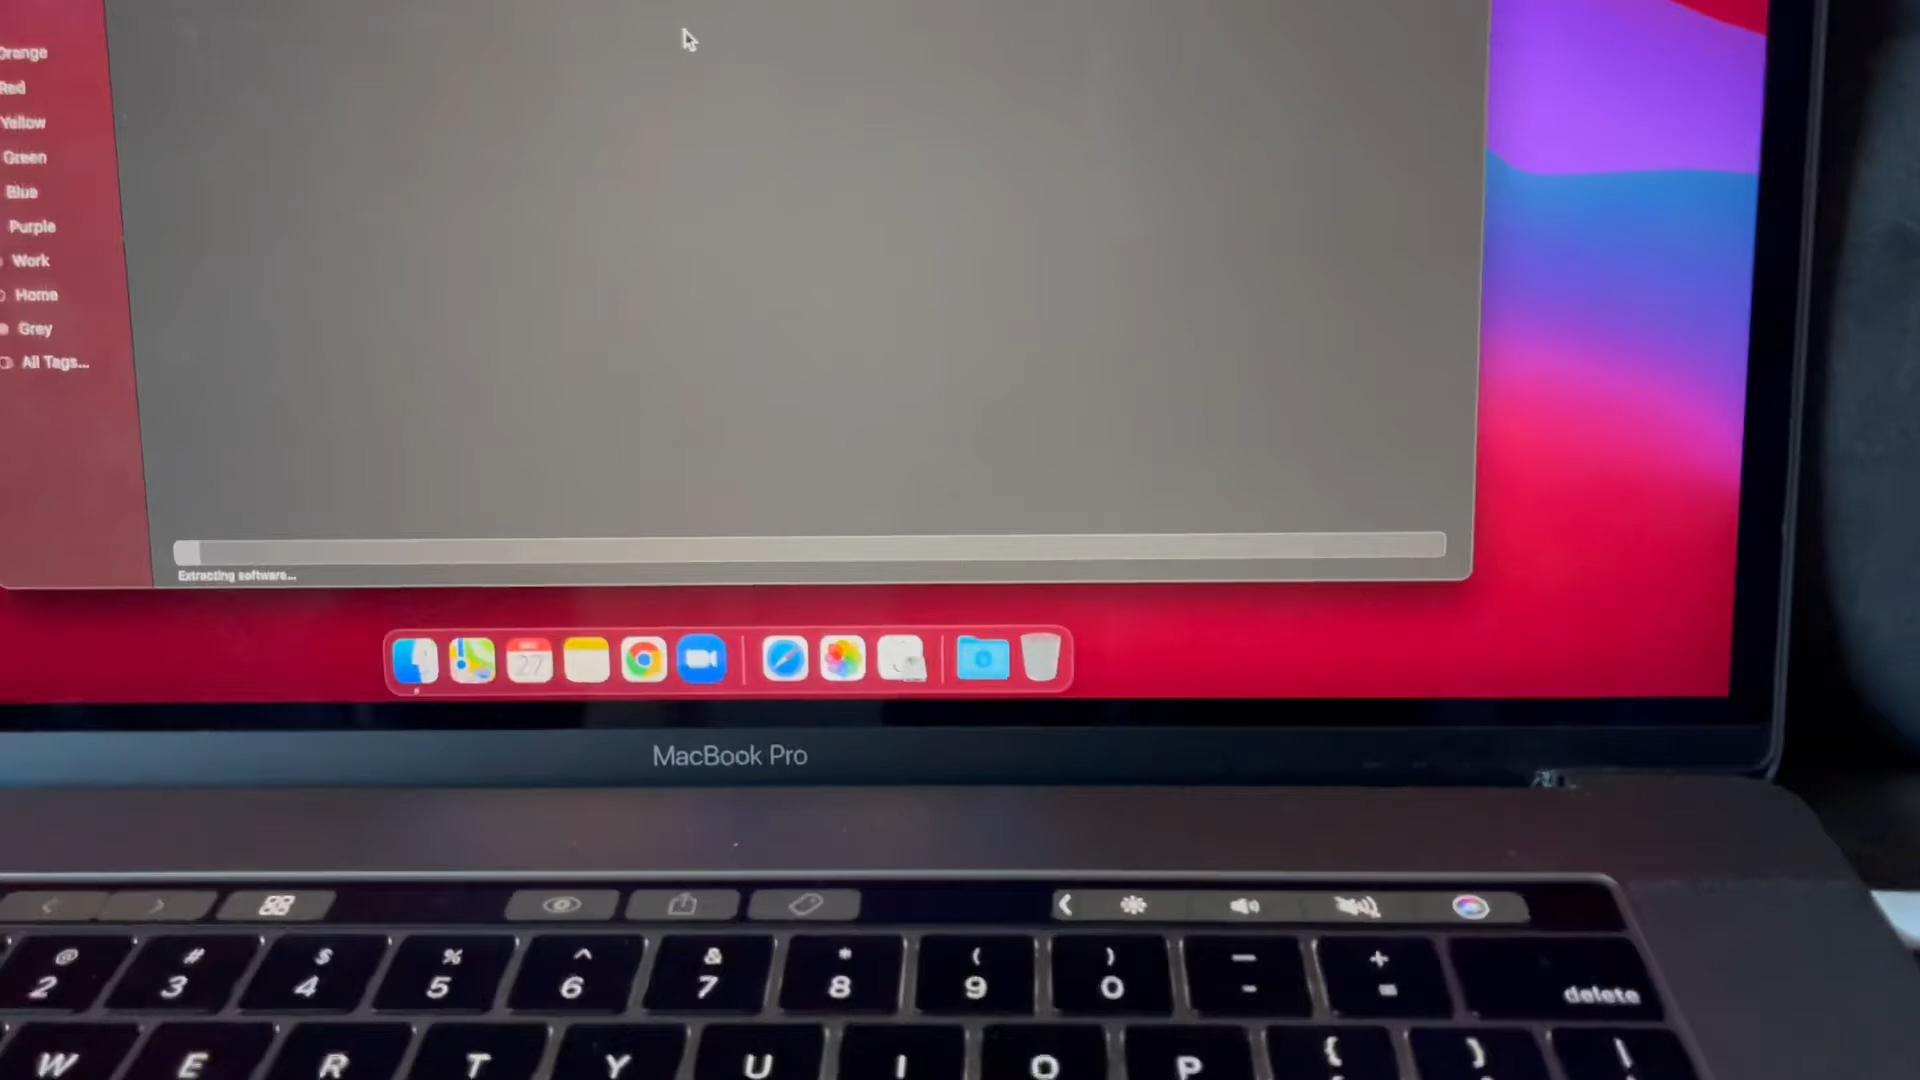 Orange
Red
Yellow
Green
Blue
Purple
Work
Home
Grey
All Tags...
Extracting software...
27
MacBook Pro
@ # $ % ^ & * ( ) — +
2 3 4 5 6 7 8 9 0 - =
delete
W E R T Y U I O P { } \